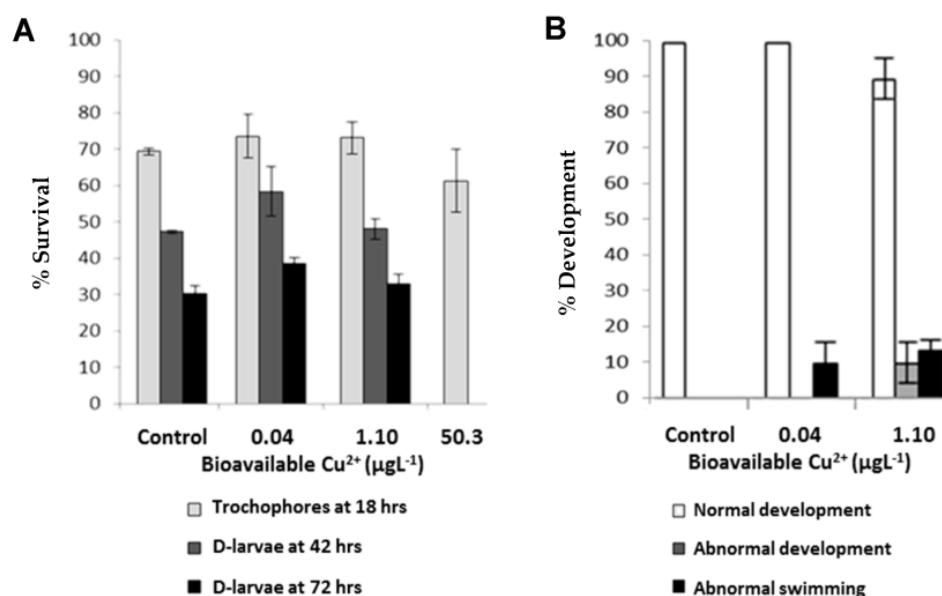 A
% Survival
100
90
80
70
60
50
40
30
20
10
0
Control 0.04 1.10 50.3
Bioavailable Cu²⁺ (µgL⁻¹)
Trochophores at 18 hrs
D-larvae at 42 hrs
D-larvae at 72 hrs
B
% Development
100
90
80
70
60
50
40
30
20
10
0
Control 0.04 1.10
Bioavailable Cu²⁺ (µgL⁻¹)
Normal development
Abnormal development
Abnormal swimming